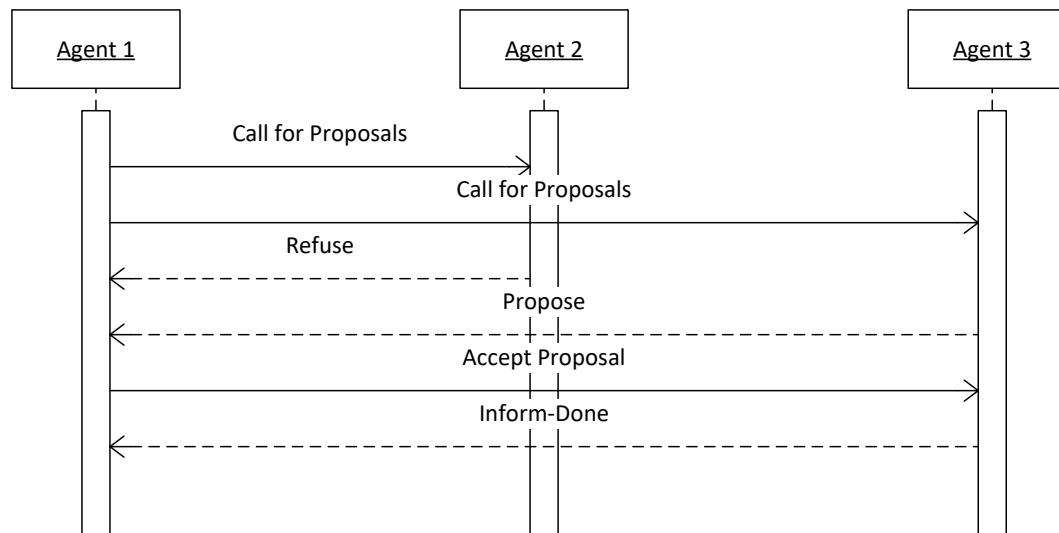 Agent 1
Agent 2
Agent 3
Call for Proposals
Call for Proposals
Refuse
Propose
Accept Proposal
Inform-Done